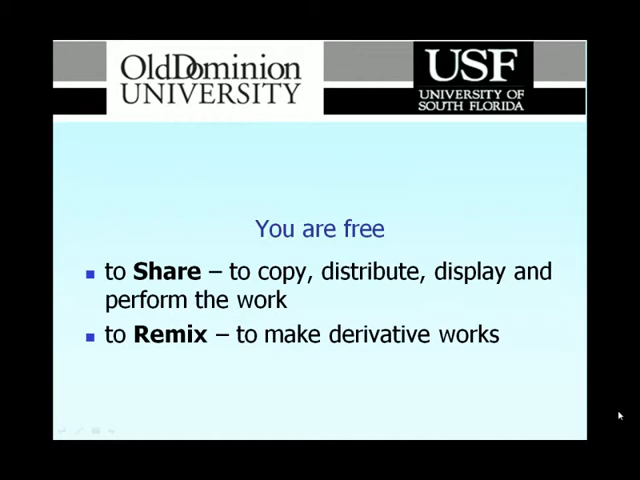 OldDominion
UNIVERSITY
USF
UNIVERSITY OF
SOUTH FLORIDA
You are free
to Share – to copy, distribute, display and
perform the work
to Remix – to make derivative works